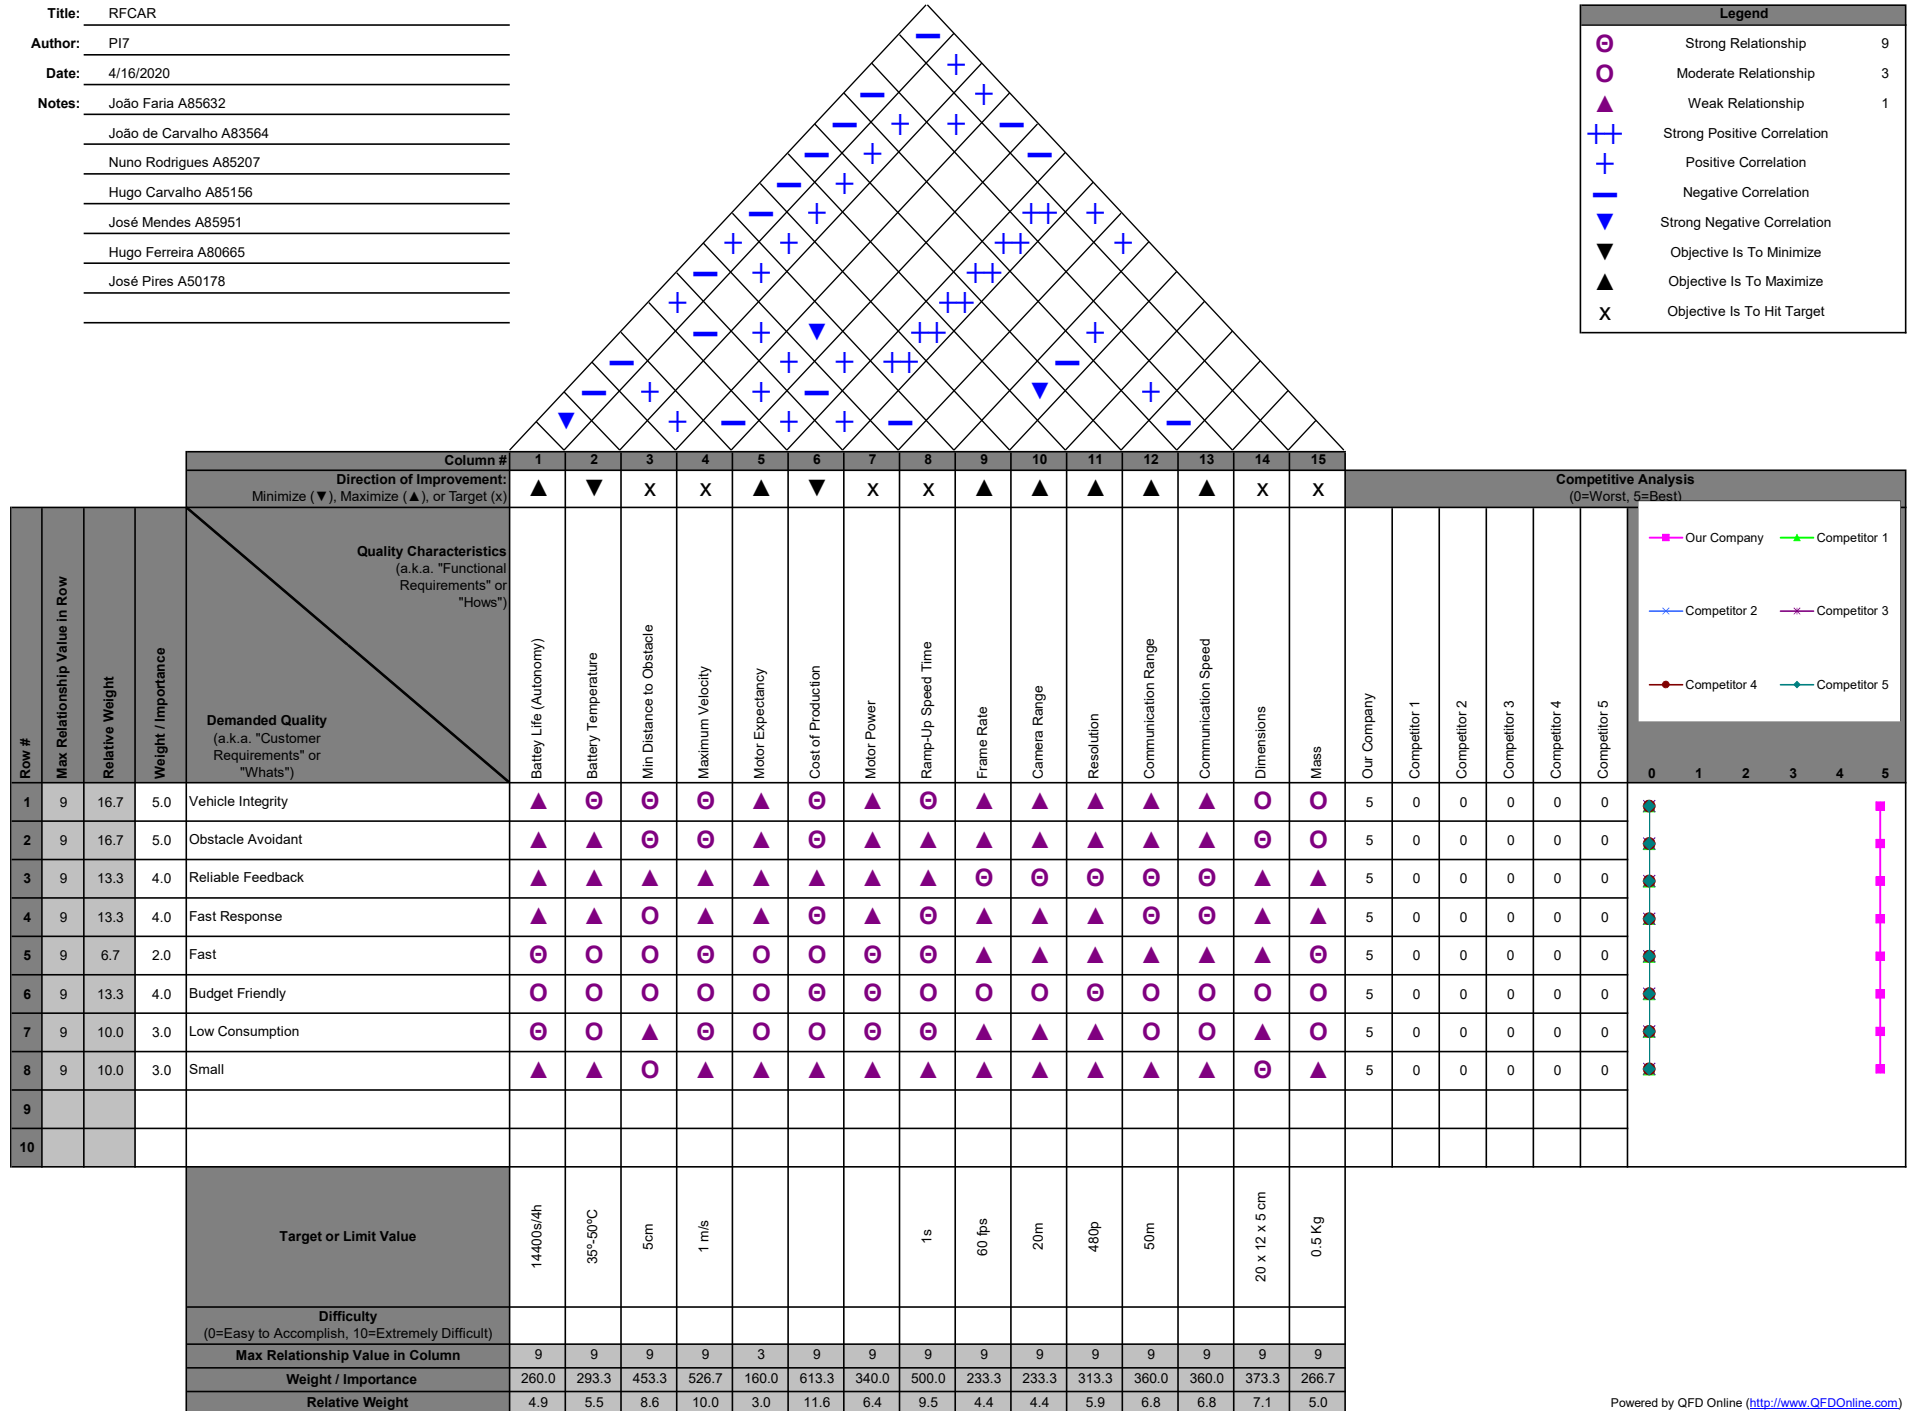 Title: RFCAR
Author: PI7
Date: 4/16/2020
Notes: João Faria A85632
João de Carvalho A83564
Nuno Rodrigues A85207
Hugo Carvalho A85156
José Mendes A85951
Hugo Ferreira A80665
José Pires A50178
Legend
Strong Relationship 9
Moderate Relationship 3
Weak Relationship 1
Strong Positive Correlation
Positive Correlation
Negative Correlation
Strong Negative Correlation
Objective Is To Minimize
Objective Is To Maximize
X Objective Is To Hit Target
Column # 1 2 3 4 5 6 7 8 9 10 11 12 13 14 15
Direction of Improvement:
Minimize (▼), Maximize (▲), or Target (x)
▲ ▼ X X ▲ ▼ X X ▲ ▲ ▲ ▲ ▲ X X
Competitive Analysis
(0=Worst, 5=Best)
Row #
Max Relationship Value in Row
Relative Weight
Weight / Importance
Quality Characteristics
(a.k.a. "Functional
Requirements" or
"Hows")
Demanded Quality
(a.k.a. "Customer
Requirements" or
"Whats")
Battey Life (Autonomy)
Battery Temperature
Min Distance to Obstacle
Maximum Velocity
Motor Expectancy
Cost of Production
Motor Power
Ramp-Up Speed Time
Frame Rate
Camera Range
Resolution
Communication Range
Communication Speed
Dimensions
Mass
Our Company
Competitor 1
Competitor 2
Competitor 3
Competitor 4
Competitor 5
Our Company Competitor 1
Competitor 2 Competitor 3
Competitor 4 Competitor 5
0 1 2 3 4 5
1 9 16.7 5.0 Vehicle Integrity 5 0 0 0 0 0
2 9 16.7 5.0 Obstacle Avoidant 5 0 0 0 0 0
3 9 13.3 4.0 Reliable Feedback 5 0 0 0 0 0
4 9 13.3 4.0 Fast Response 5 0 0 0 0 0
5 9 6.7 2.0 Fast 5 0 0 0 0 0
6 9 13.3 4.0 Budget Friendly 5 0 0 0 0 0
7 9 10.0 3.0 Low Consumption 5 0 0 0 0 0
8 9 10.0 3.0 Small 5 0 0 0 0 0
9
10
Target or Limit Value
14400s/4h
35º-50ºC
5cm
1 m/s
1s
60 fps
20m
480p
50m
20 x 12 x 5 cm
0.5 Kg
Difficulty
(0=Easy to Accomplish, 10=Extremely Difficult)
Max Relationship Value in Column 9 9 9 9 3 9 9 9 9 9 9 9 9 9 9
Weight / Importance 260.0 293.3 453.3 526.7 160.0 613.3 340.0 500.0 233.3 233.3 313.3 360.0 360.0 373.3 266.7
Relative Weight 4.9 5.5 8.6 10.0 3.0 11.6 6.4 9.5 4.4 4.4 5.9 6.8 6.8 7.1 5.0
Powered by QFD Online (http://www.QFDOnline.com)